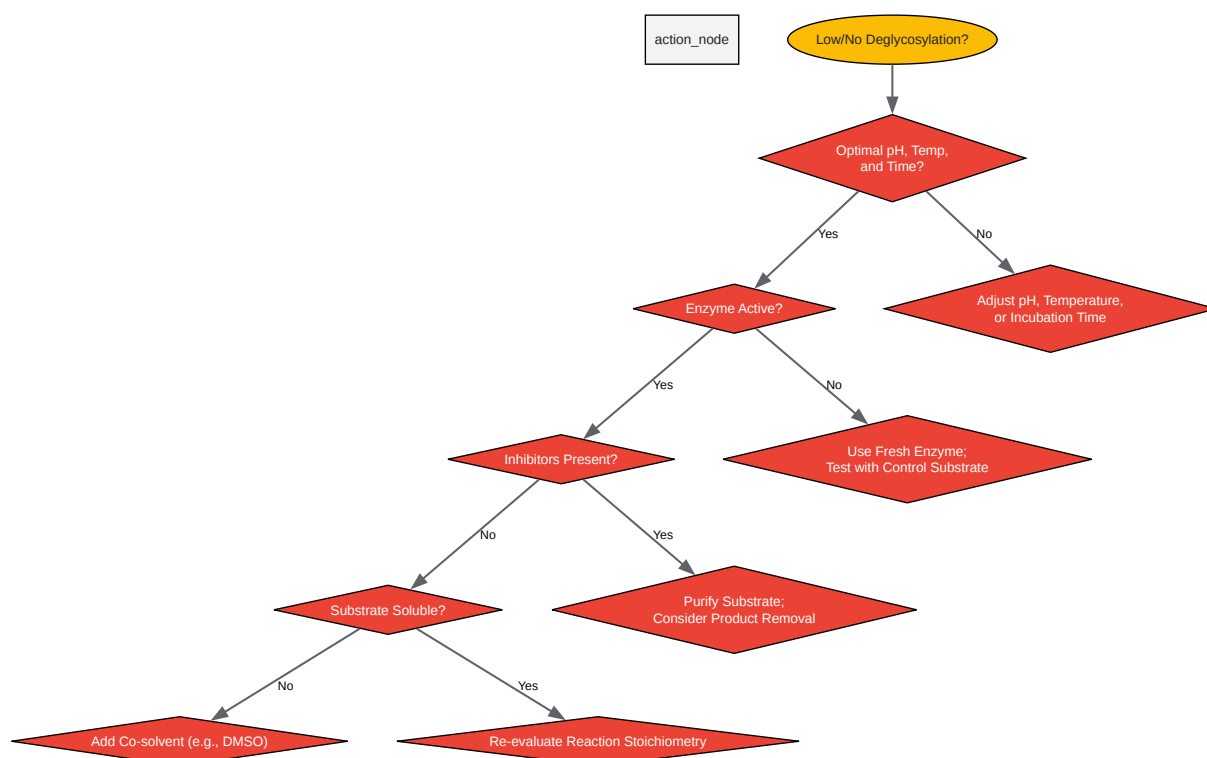 action_node
Low/No Deglycosylation?
Optimal pH, Temp,
and Time?
Yes
No
Enzyme Active?
Adjust pH, Temperature,
or Incubation Time
Yes
No
Inhibitors Present?
Use Fresh Enzyme;
Test with Control Substrate
No
Yes
Substrate Soluble?
Purify Substrate;
Consider Product Removal
No
Yes
Add Co-solvent (e.g., DMSO)
Re-evaluate Reaction Stoichiometry